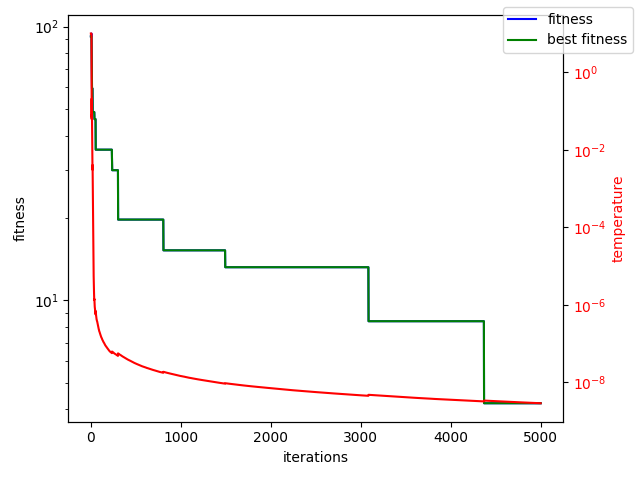 fitness
best fitness
10²
10¹
fitness
10⁰
10⁻²
10⁻⁴
10⁻⁶
10⁻⁸
temperature
0 1000 2000 3000 4000 5000
iterations